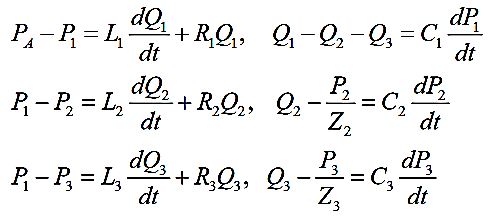 P_A − P_1 = L_1 dQ_1/dt + R_1Q_1,   Q_1 − Q_2 − Q_3 = C_1 dP_1/dt
P_1 − P_2 = L_2 dQ_2/dt + R_2Q_2,   Q_2 − P_2/Z_2 = C_2 dP_2/dt
P_1 − P_3 = L_3 dQ_3/dt + R_3Q_3,   Q_3 − P_3/Z_3 = C_3 dP_3/dt